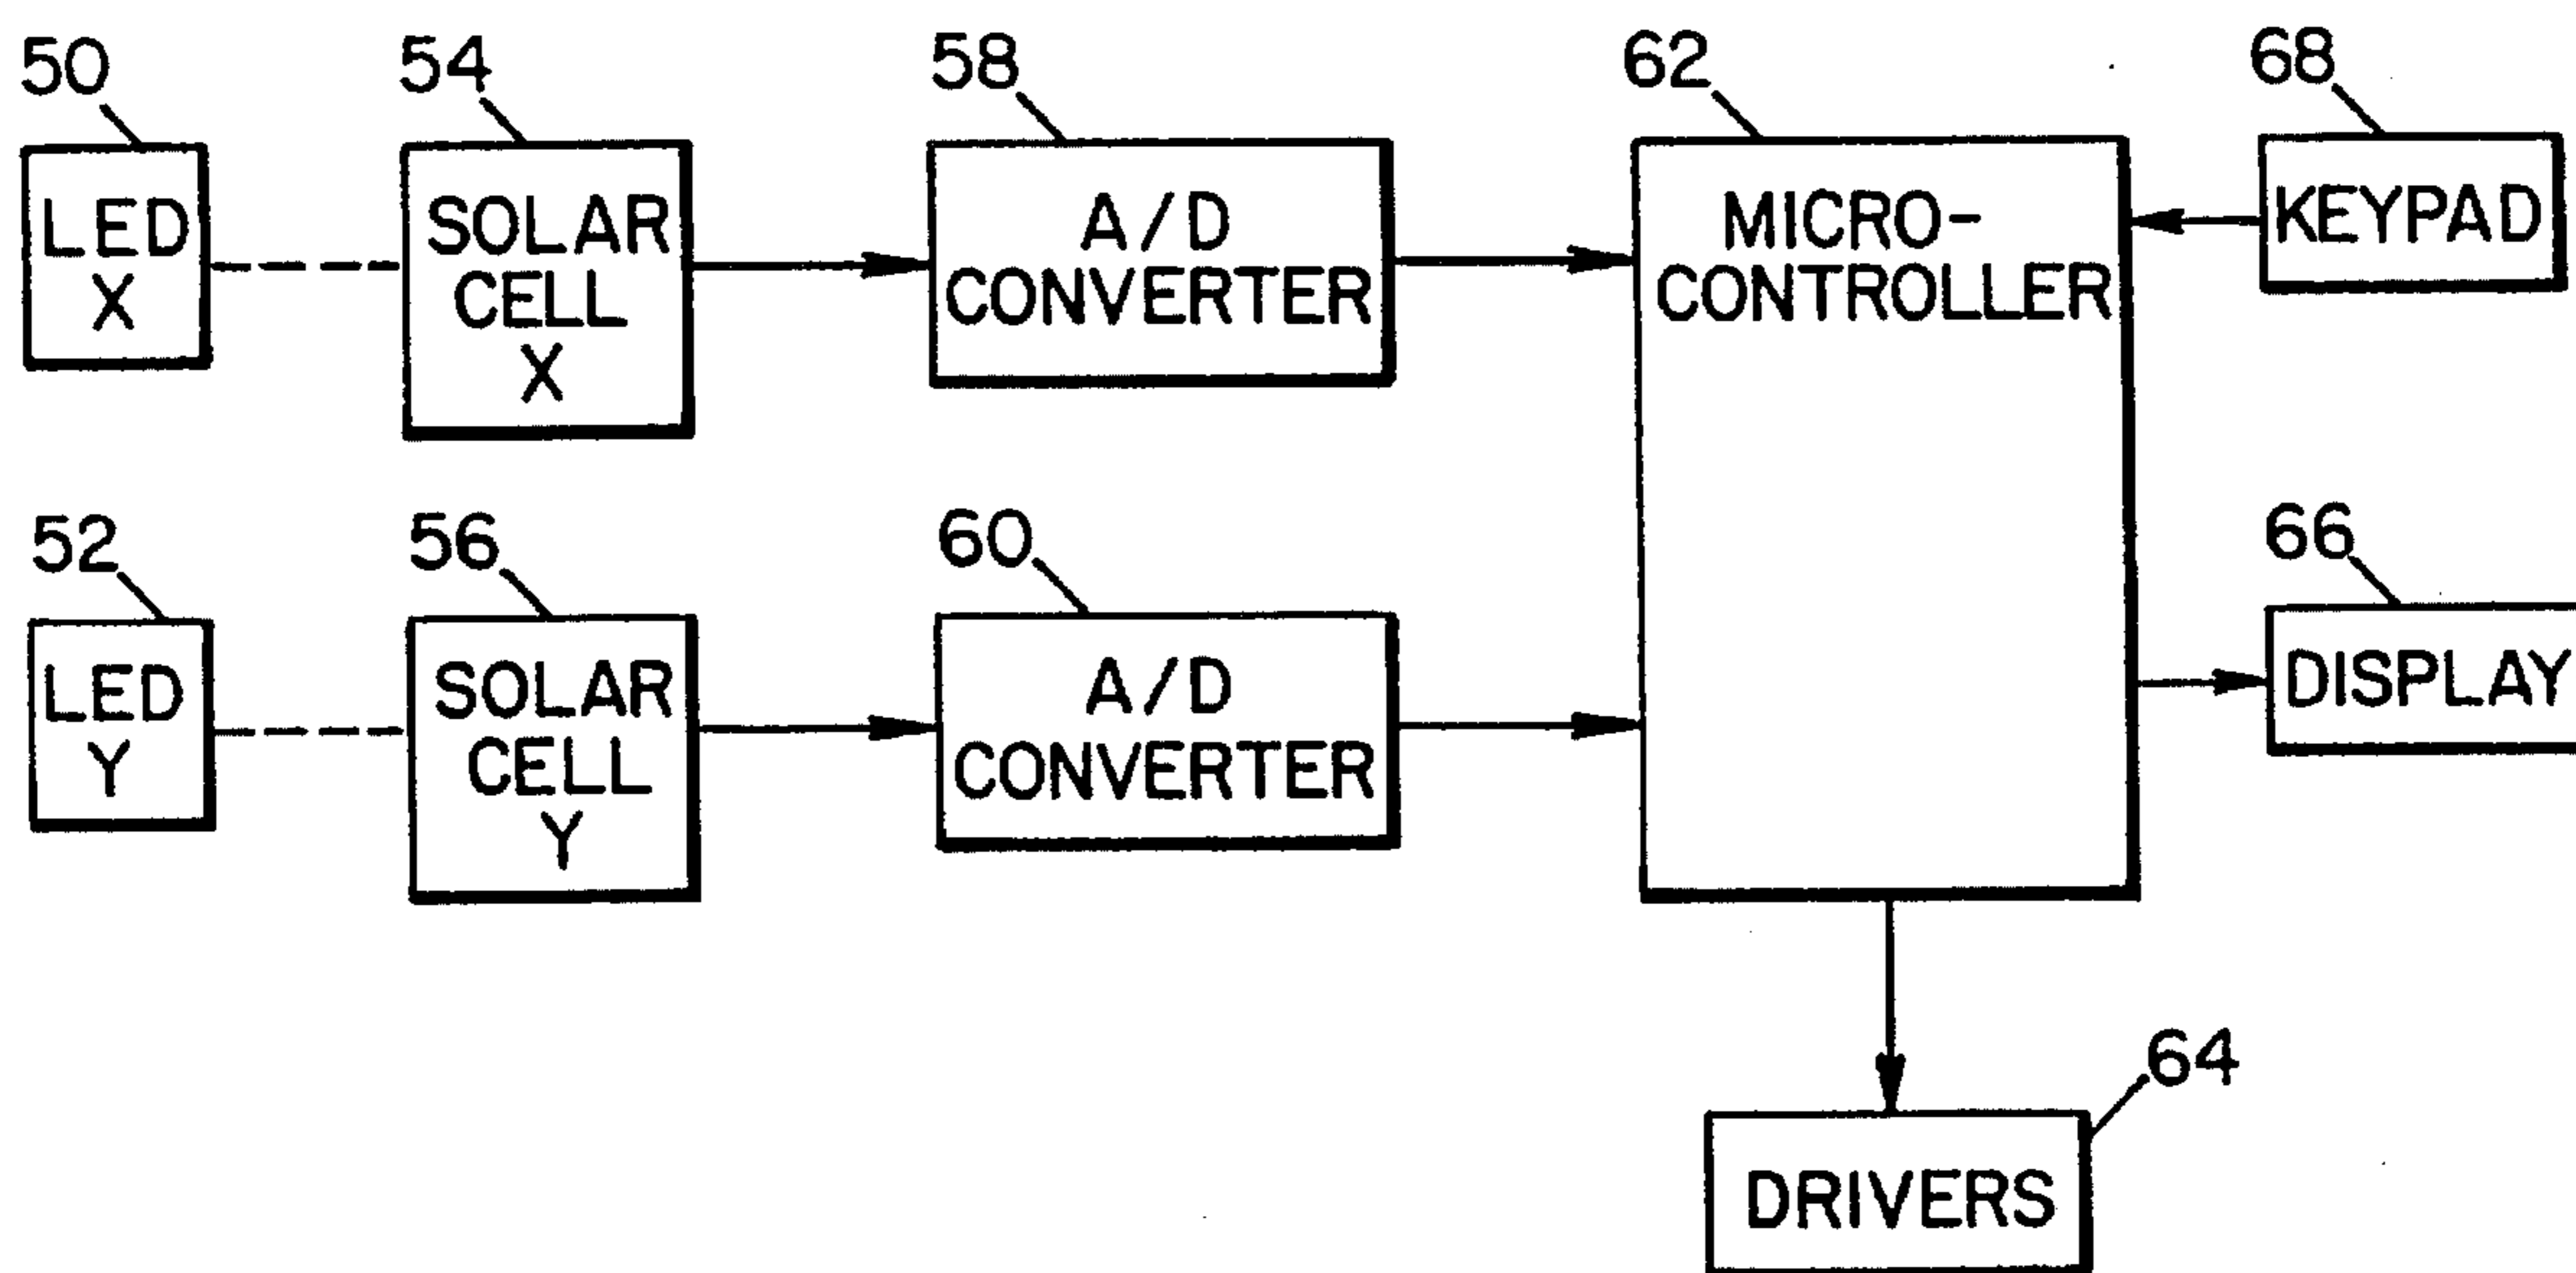 50
54
58
62
68
LED
X
SOLAR
CELL
X
A/D
CONVERTER
MICRO-
CONTROLLER
KEYPAD
52
56
60
66
LED
Y
SOLAR
CELL
Y
A/D
CONVERTER
DISPLAY
64
DRIVERS